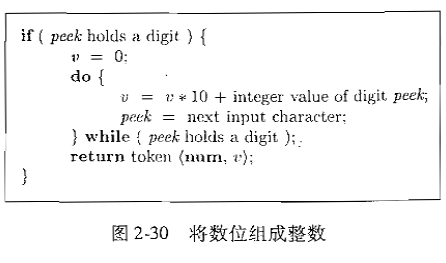 if ( peek holds a digit ) {
v = 0;
do {
v = v * 10 + integer value of digit peek;
peek = next input character;
} while ( peek holds a digit );
return token ⟨num, v⟩;
}
图 2-30 将数位组成整数